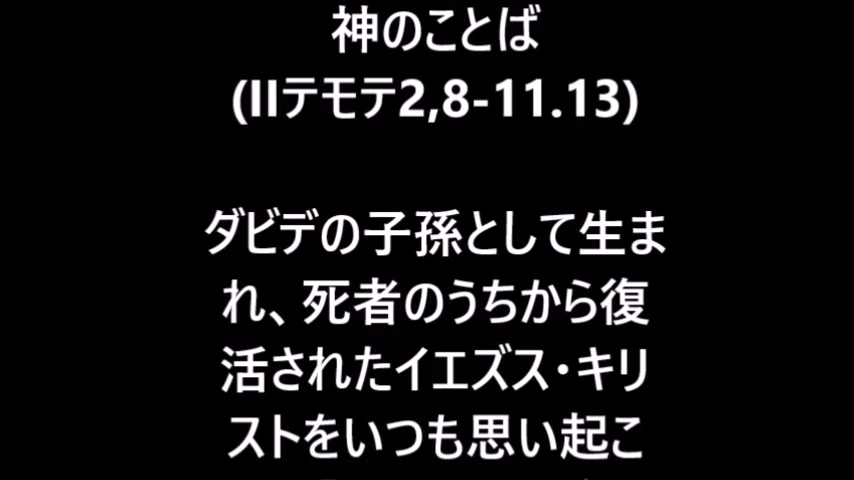 神のことば
(IIテモテ2,8-11.13)
ダビデの子孫として生ま
れ、死者のうちから復
活されたイエズス・キリ
ストをいつも思い起こ